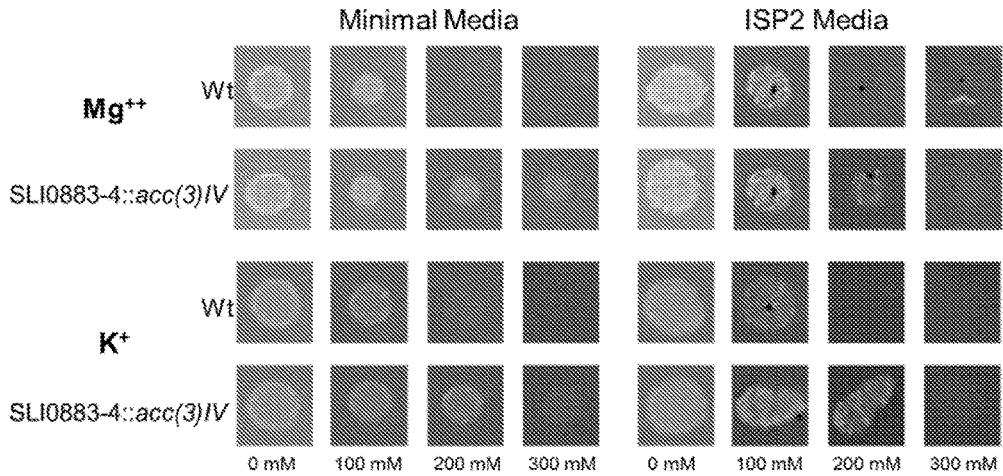 Minimal Media ISP2 Media
Wt
Mg++
SLI0883-4::acc(3)IV
Wt
K+
SLI0883-4::acc(3)IV
0 mM 100 mM 200 mM 300 mM 0 mM 100 mM 200 mM 300 mM